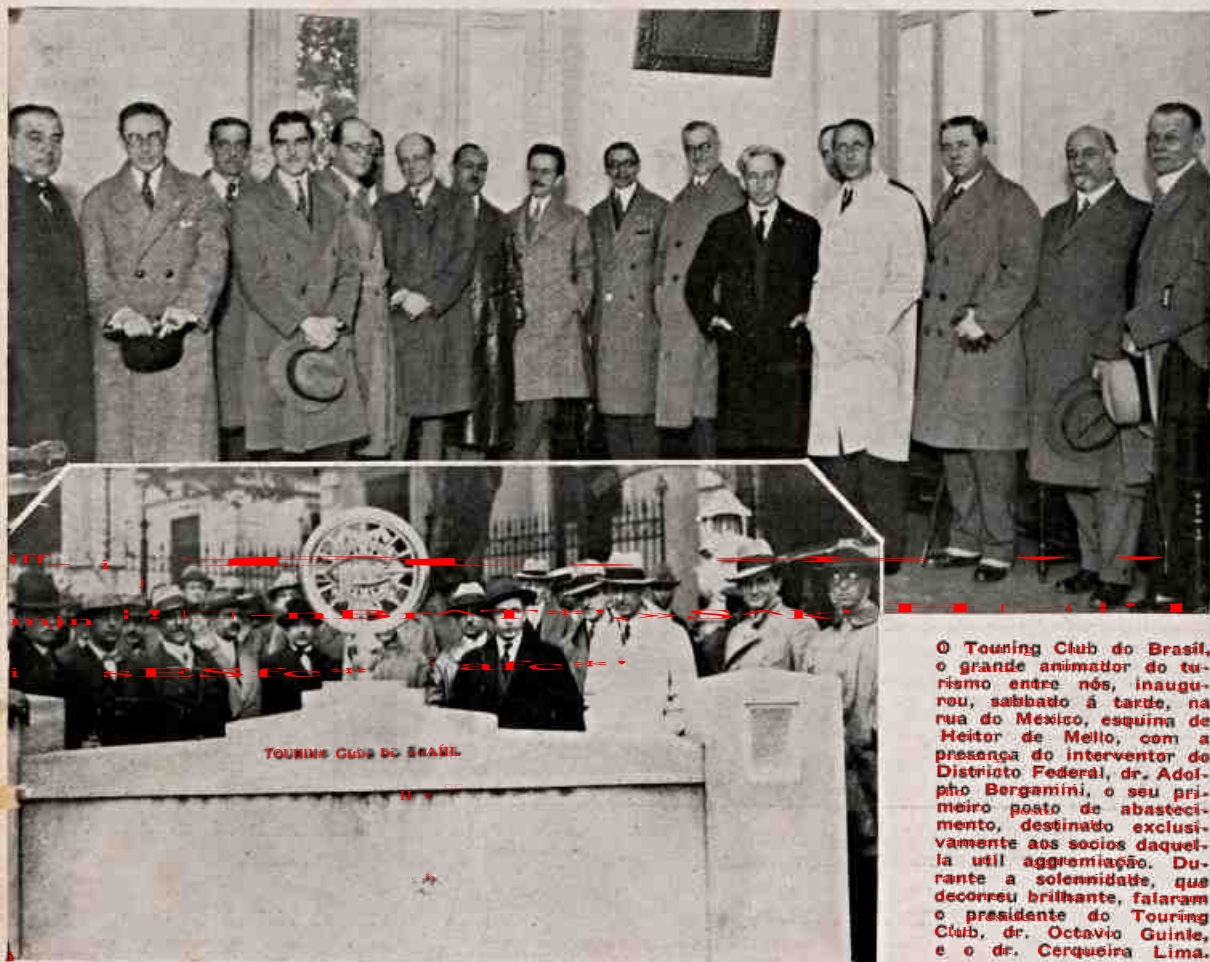 TOURING CLUB DO BRASIL
O Touring Club do Brasil,
o grande animador do tu-
rismo entre nós, inaugu-
rou, sabbado á tarde, na
rua do México, esquina de
Heitor de Mello, com a
presença do interventor do
Districto Federal, dr. Adol-
pho Bergamini, o seu pri-
meiro posto de abasteci-
mento, destinado exclusi-
vamente aos socios daquel-
la util aggremiação. Du-
rante a solennidade, que
decorreu brilhante, falaram
o presidente do Touring
Club, dr. Octavio Guinle,
e o dr. Cerqueira Lima.